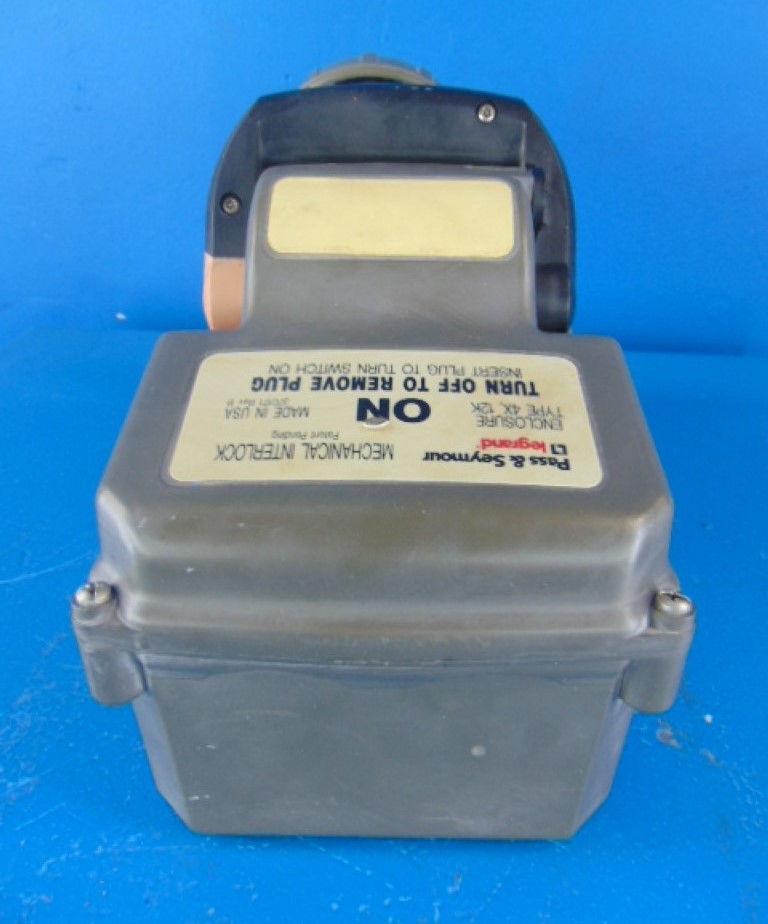 Pass & Seymour
legrand
MECHANICAL INTERLOCK
Patent Pending
ENCLOSURE
TYPE 4X, 12K
ON
MADE IN USA
TURN OFF TO REMOVE PLUG
INSERT PLUG TO TURN SWITCH ON